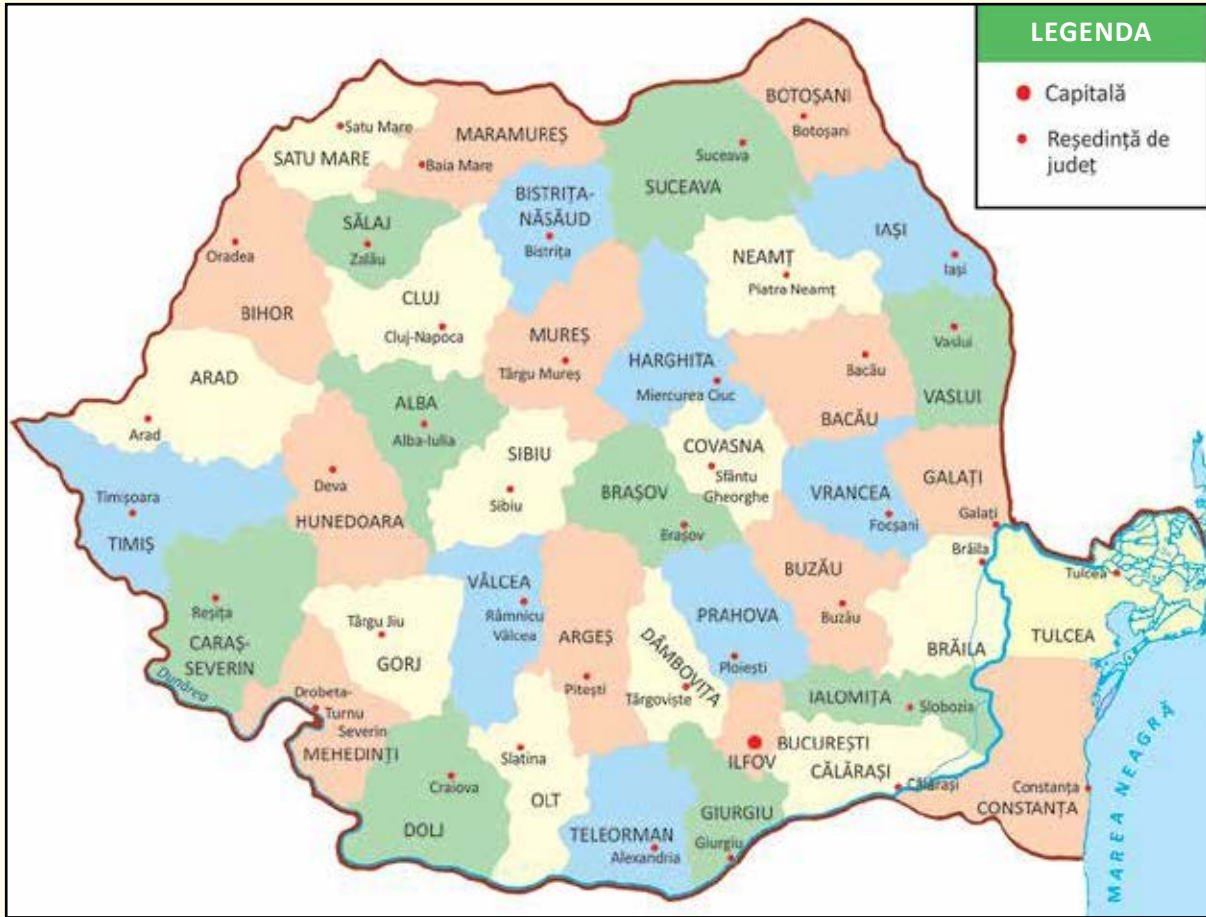 LEGENDA
Capitală
Reședință de
județ
BOTOȘANI
Botoșani
Satu Mare
SATU MARE
MARAMUREȘ
Baia Mare
Suceava
SUCEAVA
BISTRIȚA-
NĂSĂUD
Bistrița
SĂLAJ
Zalău
IAȘI
Iași
Oradea
BIHOR
NEAMȚ
Piatra Neamț
CLUJ
Cluj-Napoca
MUREȘ
Târgu Mureș
HARGHITA
Miercurea Ciuc
Bacău
BACĂU
Vaslui
VASLUI
ARAD
Arad
ALBA
Alba-Iulia
SIBIU
Sibiu
COVASNA
Sfântu
Gheorghe
BRAȘOV
Erașov
VRANCEA
Focșani
GALAȚI
Galați
Timișoara
TIMIȘ
Deva
HUNEDOARA
Brăila
BRĂILA
Tulcea
TULCEA
BUZĂU
Buzău
VÂLCEA
Râmnicu
Vâlcea
ARGEȘ
Pitești
DÂMBOVIȚA
Târgoviște
PRAHOVA
Ploiești
Reșița
CARAȘ-
SEVERIN
Târgu Jiu
GORJ
Dunărea
Drobeta-
Turnu
Severin
MEHEDINȚI
IALOMIȚA
Slobozia
BUCUREȘTI
ILFOV
CĂLĂRAȘI
Călărași
Slatina
OLT
Craiova
DOLJ
TELEORMAN
Alexandria
GIURGIU
Giurgiu
Constanța
CONSTANȚA
MAREA NEAGRĂ